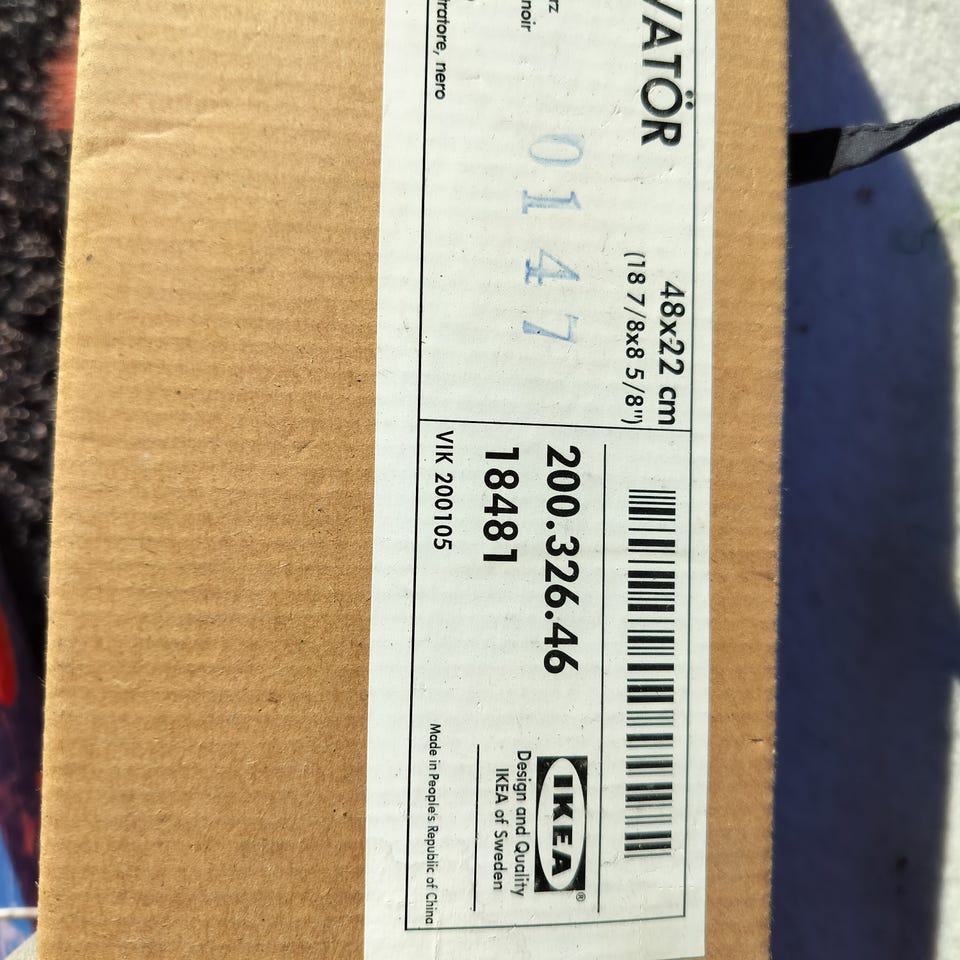 VATÖR
48x22 cm
(18 7/8x8 5/8")
rz
noir
ratore, nero
0147
200.326.46
18481
VIK 200105
IKEA®
Design and Quality
IKEA of Sweden
Made in People's Republic of China